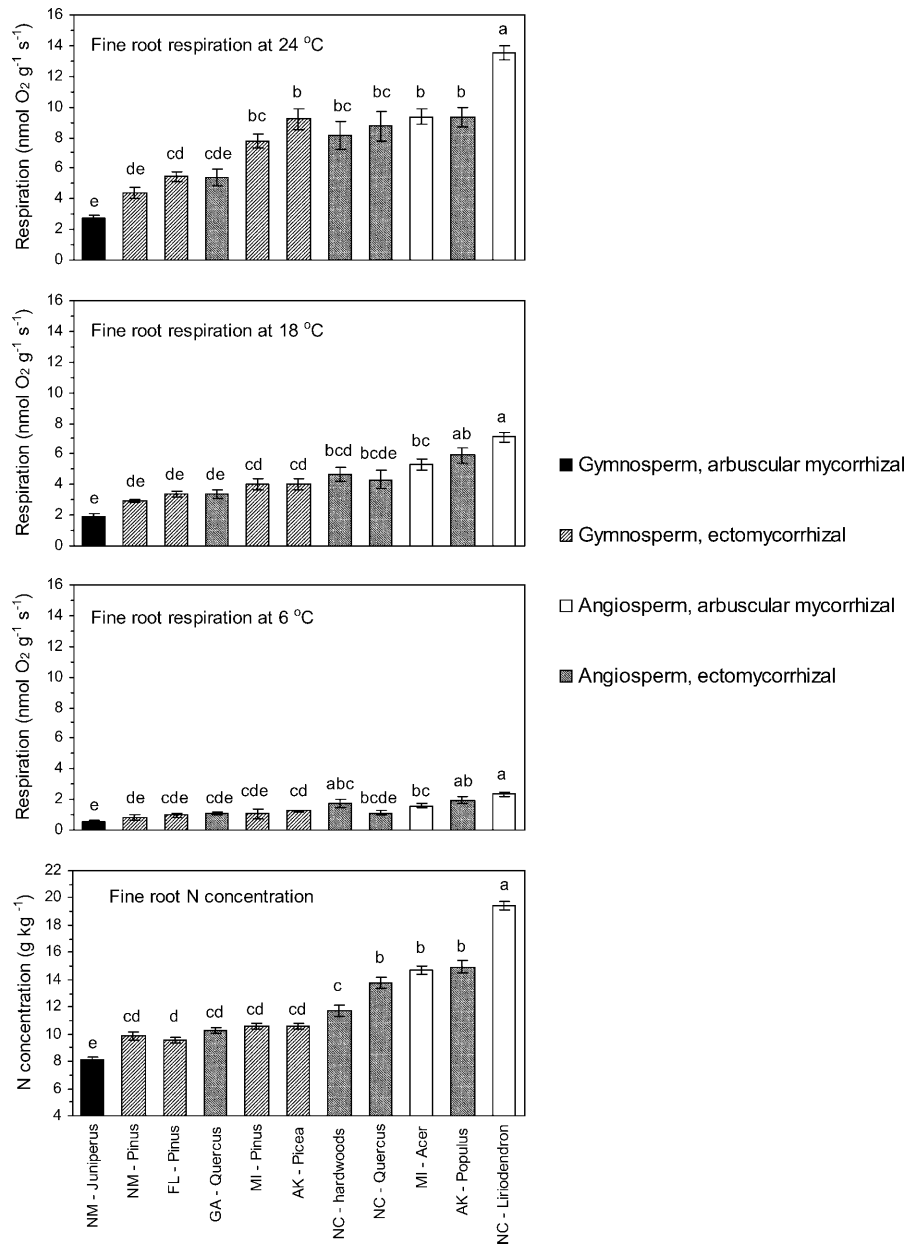 Fine root respiration at 24 °C
Respiration (nmol O2 g-1 s-1)
16
14
12
10
8
6
4
2
0
e
de
cd
cde
bc
b
bc
bc
b
b
a
Fine root respiration at 18 °C
Respiration (nmol O2 g-1 s-1)
16
14
12
10
8
6
4
2
0
e
de
de
de
cd
cd
bcd
bcde
bc
ab
a
Fine root respiration at 6 °C
Respiration (nmol O2 g-1 s-1)
16
14
12
10
8
6
4
2
0
e
de
cde
cde
cde
cd
abc
bcde
bc
ab
a
Fine root N concentration
N concentration (g kg -1)
22
20
18
16
14
12
10
8
6
4
e
cd
d
cd
cd
cd
c
b
b
b
a
NM - Juniperus
NM - Pinus
FL - Pinus
GA - Quercus
MI - Pinus
AK - Picea
NC - hardwoods
NC - Quercus
MI - Acer
AK - Populus
NC - Liriodendron
Gymnosperm, arbuscular mycorrhizal
Gymnosperm, ectomycorrhizal
Angiosperm, arbuscular mycorrhizal
Angiosperm, ectomycorrhizal